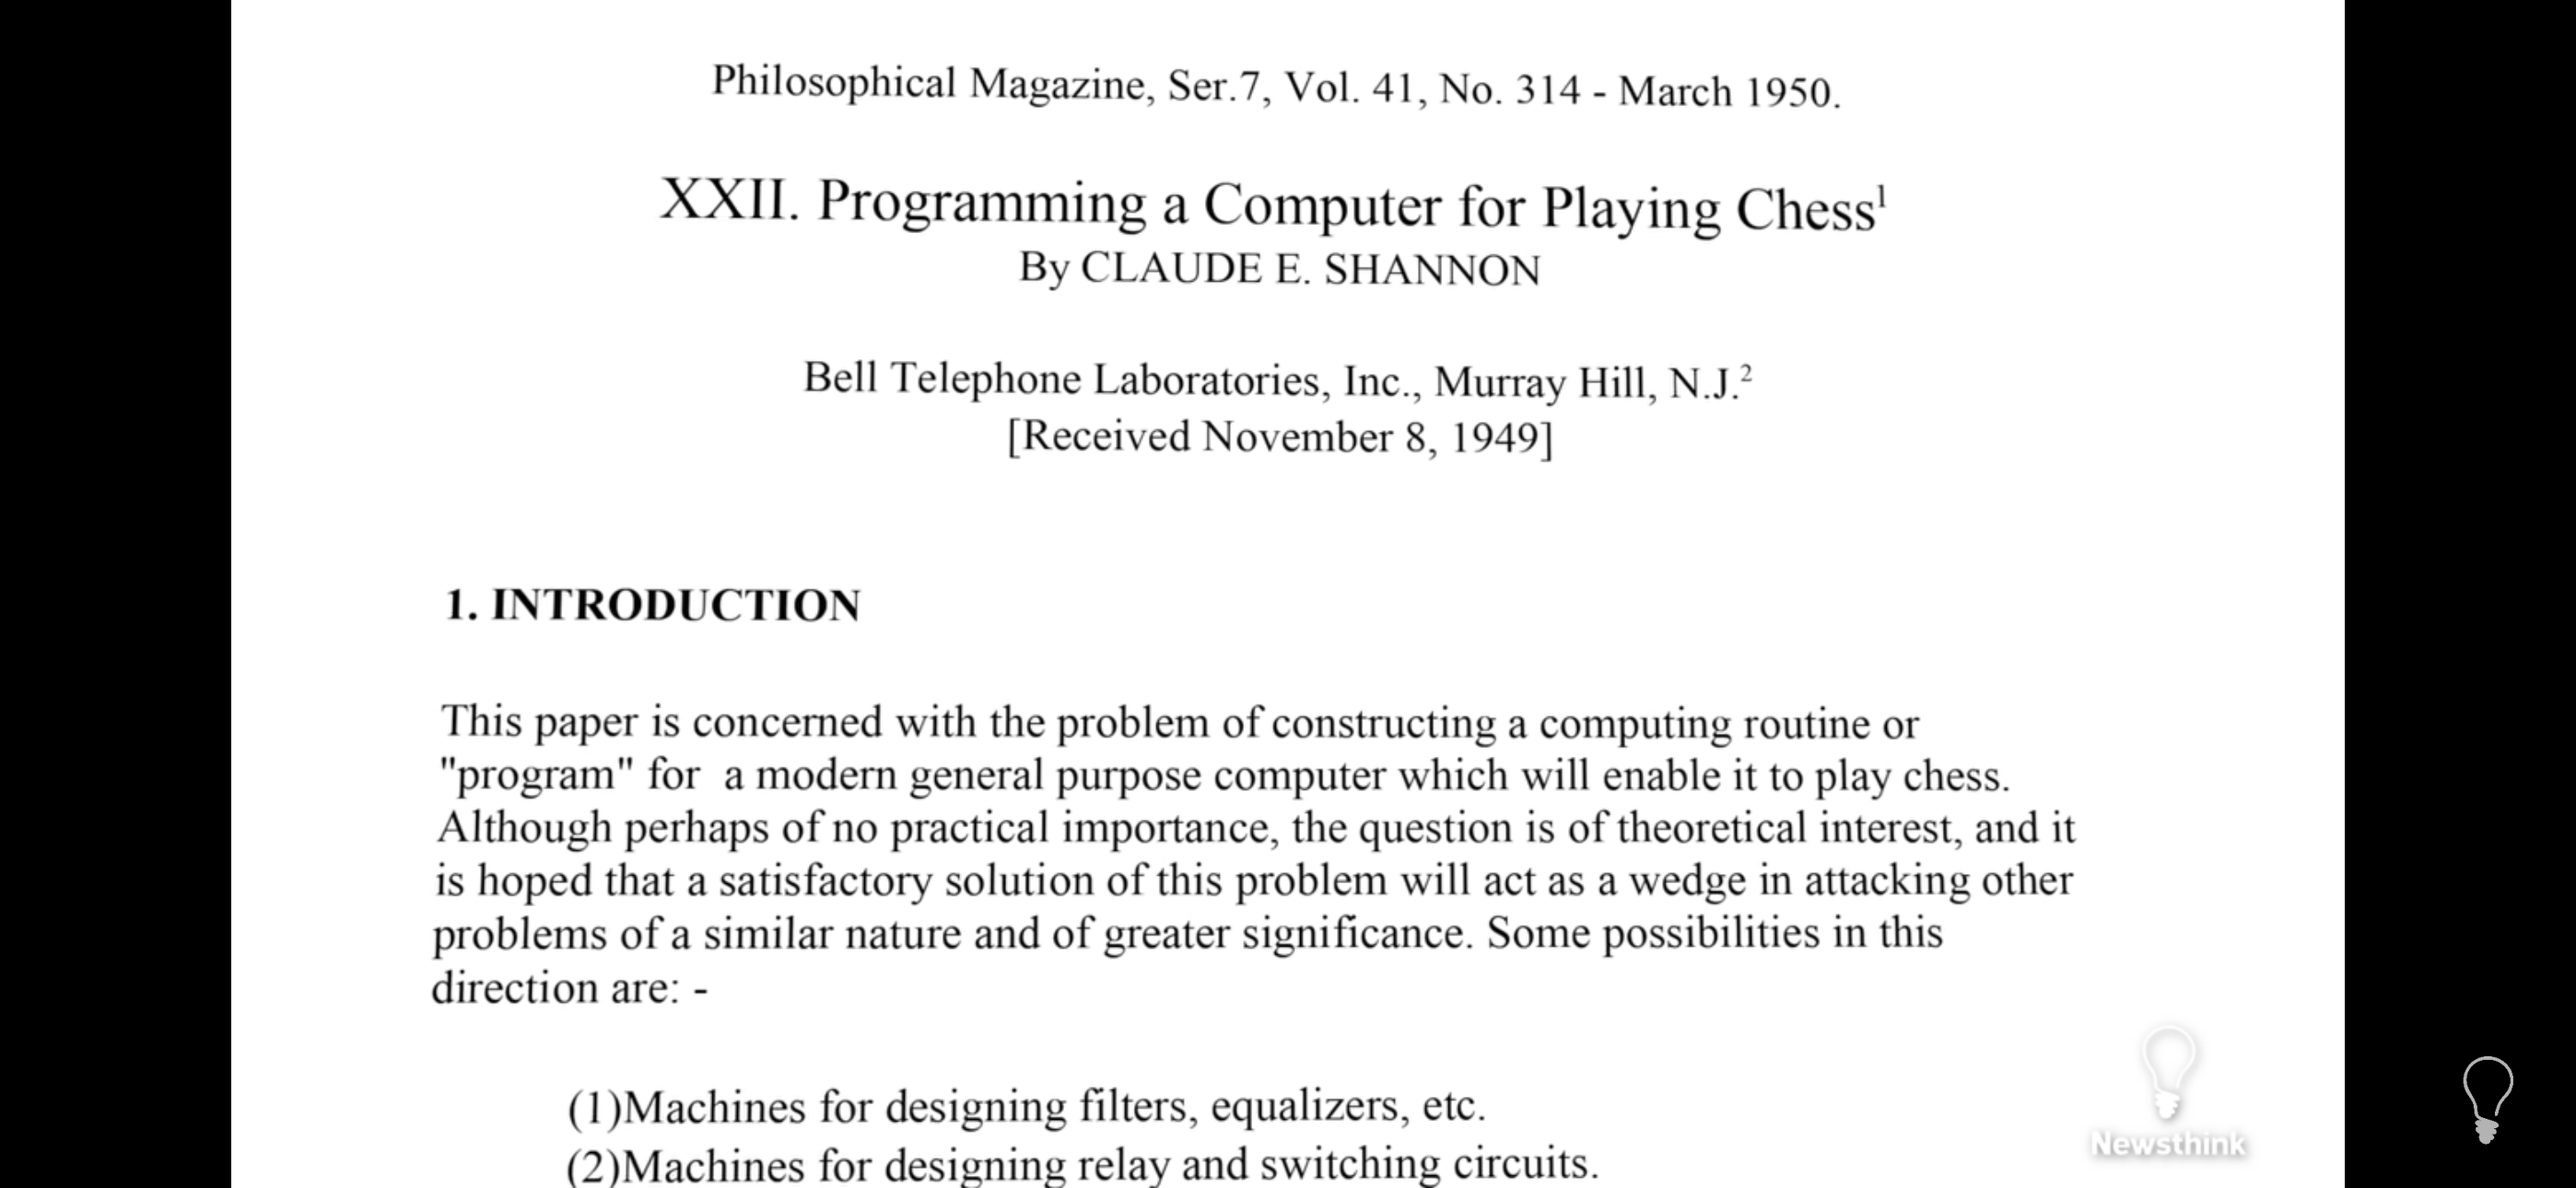 Philosophical Magazine, Ser.7, Vol. 41, No. 314 - March 1950.
XXII. Programming a Computer for Playing Chess¹
By CLAUDE E. SHANNON
Bell Telephone Laboratories, Inc., Murray Hill, N.J.²
[Received November 8, 1949]
1. INTRODUCTION
This paper is concerned with the problem of constructing a computing routine or
"program" for  a modern general purpose computer which will enable it to play chess.
Although perhaps of no practical importance, the question is of theoretical interest, and it
is hoped that a satisfactory solution of this problem will act as a wedge in attacking other
problems of a similar nature and of greater significance. Some possibilities in this
direction are: -
(1)Machines for designing filters, equalizers, etc.
(2)Machines for designing relay and switching circuits.
Newsthink